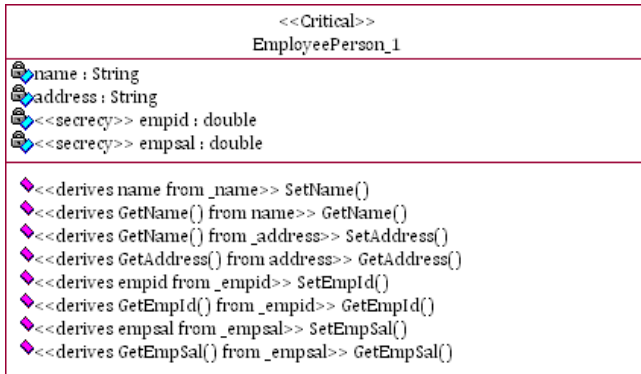 <<Critical>>
EmployeePerson_1
name : String
address : String
<<secrecy>> empid : double
<<secrecy>> empsal : double
<<derives name from _name>> SetName()
<<derives GetName() from name>> GetName()
<<derives GetName() from _address>> SetAddress()
<<derives GetAddress() from address>> GetAddress()
<<derives empid from _empid>> SetEmpId()
<<derives GetEmpId() from _empid>> GetEmpId()
<<derives empsal from _empsal>> SetEmpSal()
<<derives GetEmpSal() from _empsal>> GetEmpSal()